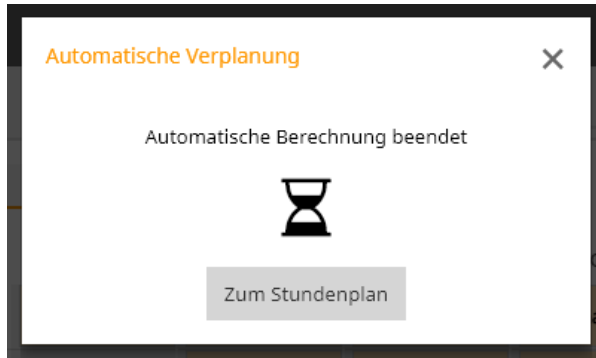 Automatische Verplanung
Automatische Berechnung beendet
Zum Stundenplan